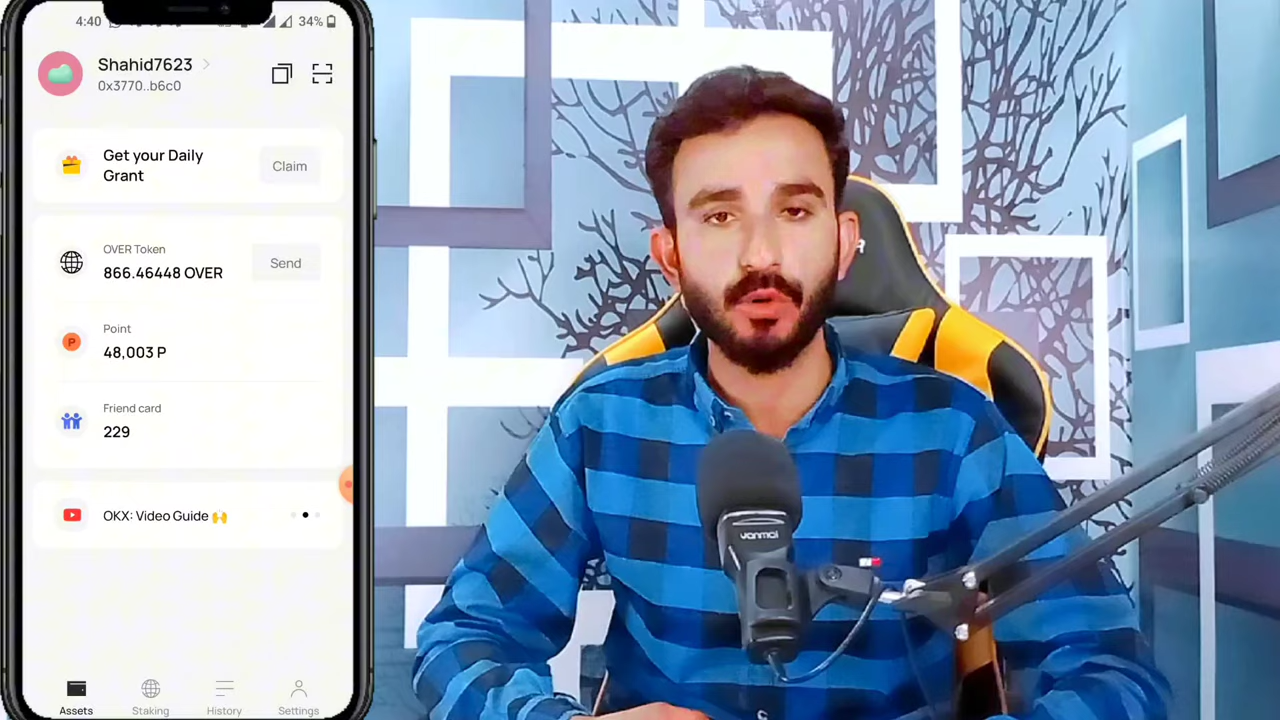 4:40
34%
Shahid7623
0x3770..b6c0
Get your Daily
Grant
Claim
OVER Token
866.46448 OVER
Send
Point
P
48,003 P
Friend card
229
OKX: Video Guide 🙌
Assets
Staking
History
Settings
R